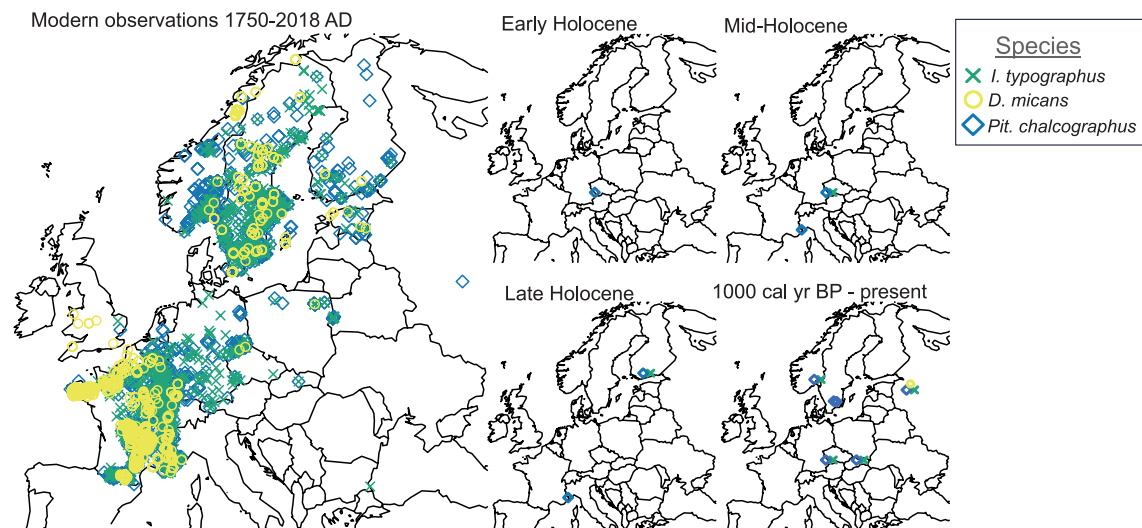 Modern observations 1750-2018 AD
Early Holocene
Mid-Holocene
Species
I. typographus
D. micans
Pit. chalcographus
Late Holocene
1000 cal yr BP - present